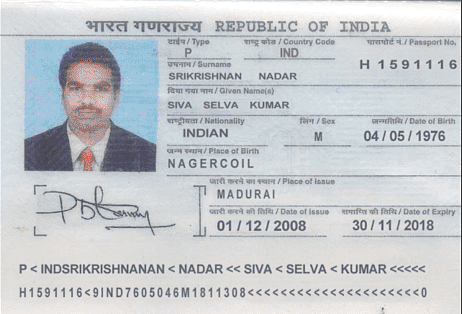 भारत गणराज्य REPUBLIC OF INDIA
टाईप / Type राष्ट्र कोड / Country Code पासपोर्ट नं. / Passport No.
P IND H 1591116
उपनाम / Surname
SRIKRISHNAN NADAR
दिया गया नाम / Given Name(s)
SIVA SELVA KUMAR
राष्ट्रीयता / Nationality लिंग / Sex जन्मतिथि / Date of Birth
INDIAN M 04 / 05 / 1976
जन्म स्थान / Place of Birth
NAGERCOIL
जारी करने का स्थान / Place of Issue
MADURAI
जारी करने की तिथि / Date of Issue समाप्ति की तिथि / Date of Expiry
01 / 12 / 2008 30 / 11 / 2018
P < INDSRIKRISHNANAN < NADAR << SIVA < SELVA < KUMAR <<<<<
H1591116<9IND7605046M1811308<<<<<<<<<<<<<<<<<<<<<0